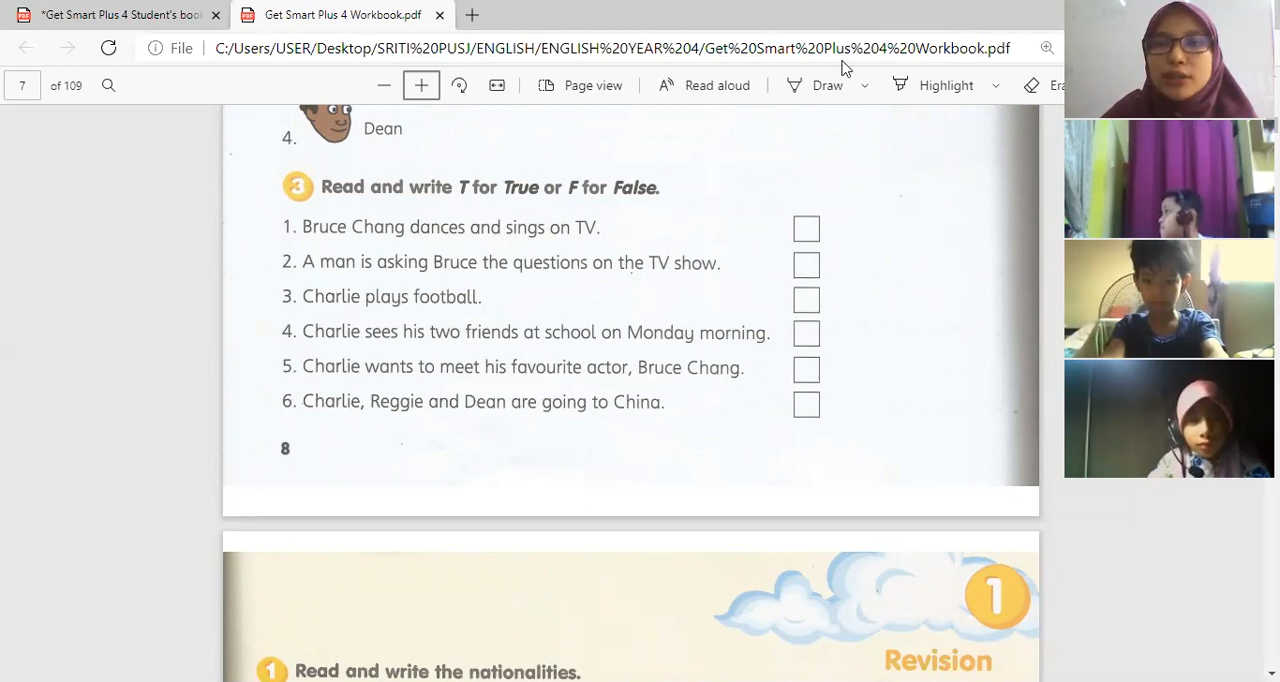 *Get Smart Plus 4 Student's boo
Get Smart Plus 4 Workbook.pdf
File
C:/Users/USER/Desktop/SRITI%20PUSJ/ENGLISH/ENGLISH%20YEAR%204/Get%20Smart%20Plus%204%20Workbook.pdf
7 of 109
Page view
Read aloud
Draw
Highlight
Era
4. Dean
3 Read and write T for True or F for False.
1. Bruce Chang dances and sings on TV.
2. A man is asking Bruce the questions on the TV show.
3. Charlie plays football.
4. Charlie sees his two friends at school on Monday morning.
5. Charlie wants to meet his favourite actor, Bruce Chang.
6. Charlie, Reggie and Dean are going to China.
8
1
Revision
1 Read and write the nationalities.